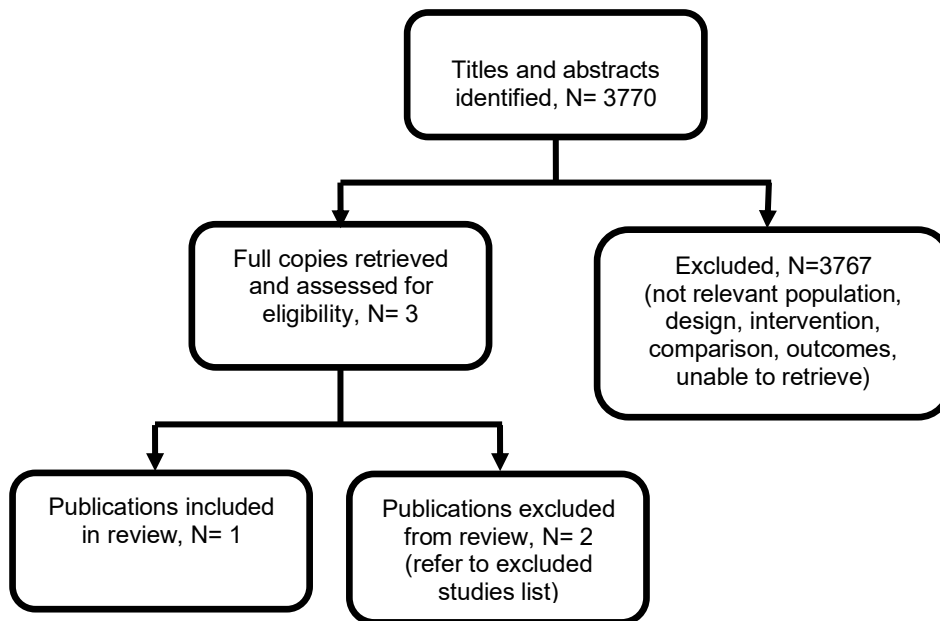 Titles and abstracts
identified, N= 3770
Full copies retrieved
and assessed for
eligibility, N= 3
Excluded, N=3767
(not relevant population,
design, intervention,
comparison, outcomes,
unable to retrieve)
Publications included
in review, N= 1
Publications excluded
from review, N= 2
(refer to excluded
studies list)